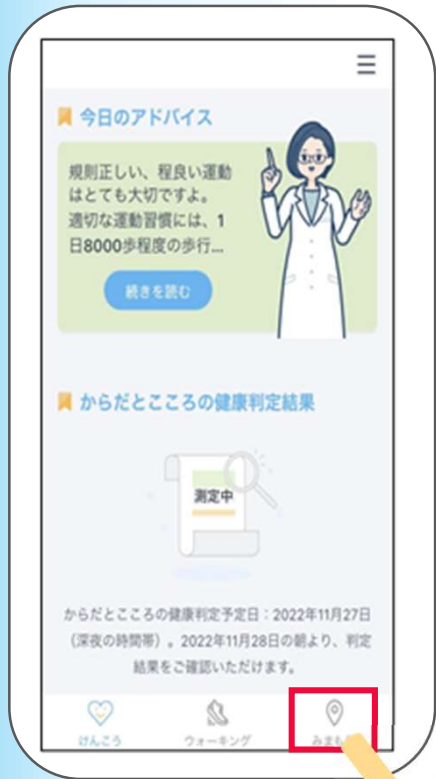 今日のアドバイス
規則正しい、程良い運動
はとても大切ですよ。
適切な運動習慣には、1
日8000歩程度の歩行...
続きを読む
からだとこころの健康判定結果
測定中
からだとこころの健康判定予定日：2022年11月27日
（深夜の時間帯）。2022年11月28日の朝より、判定
結果をご確認いただけます。
けんこう ウォーキング